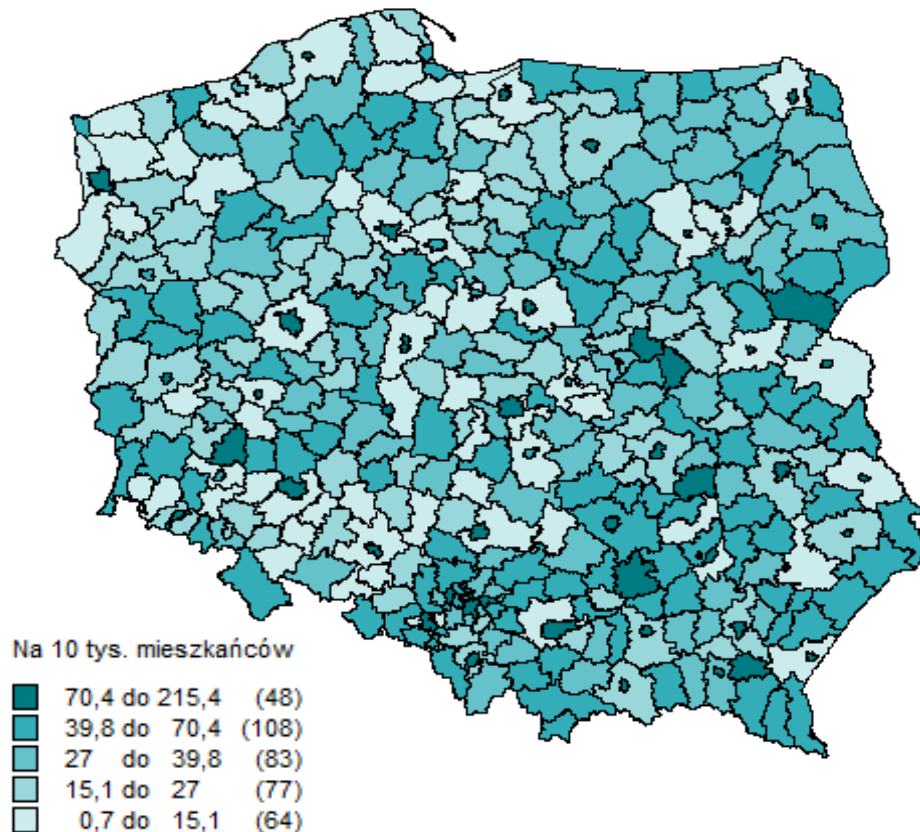 Na 10 tys. mieszkańców
70,4 do 215,4 (48)
39,8 do 70,4 (108)
27 do 39,8 (83)
15,1 do 27 (77)
0,7 do 15,1 (64)